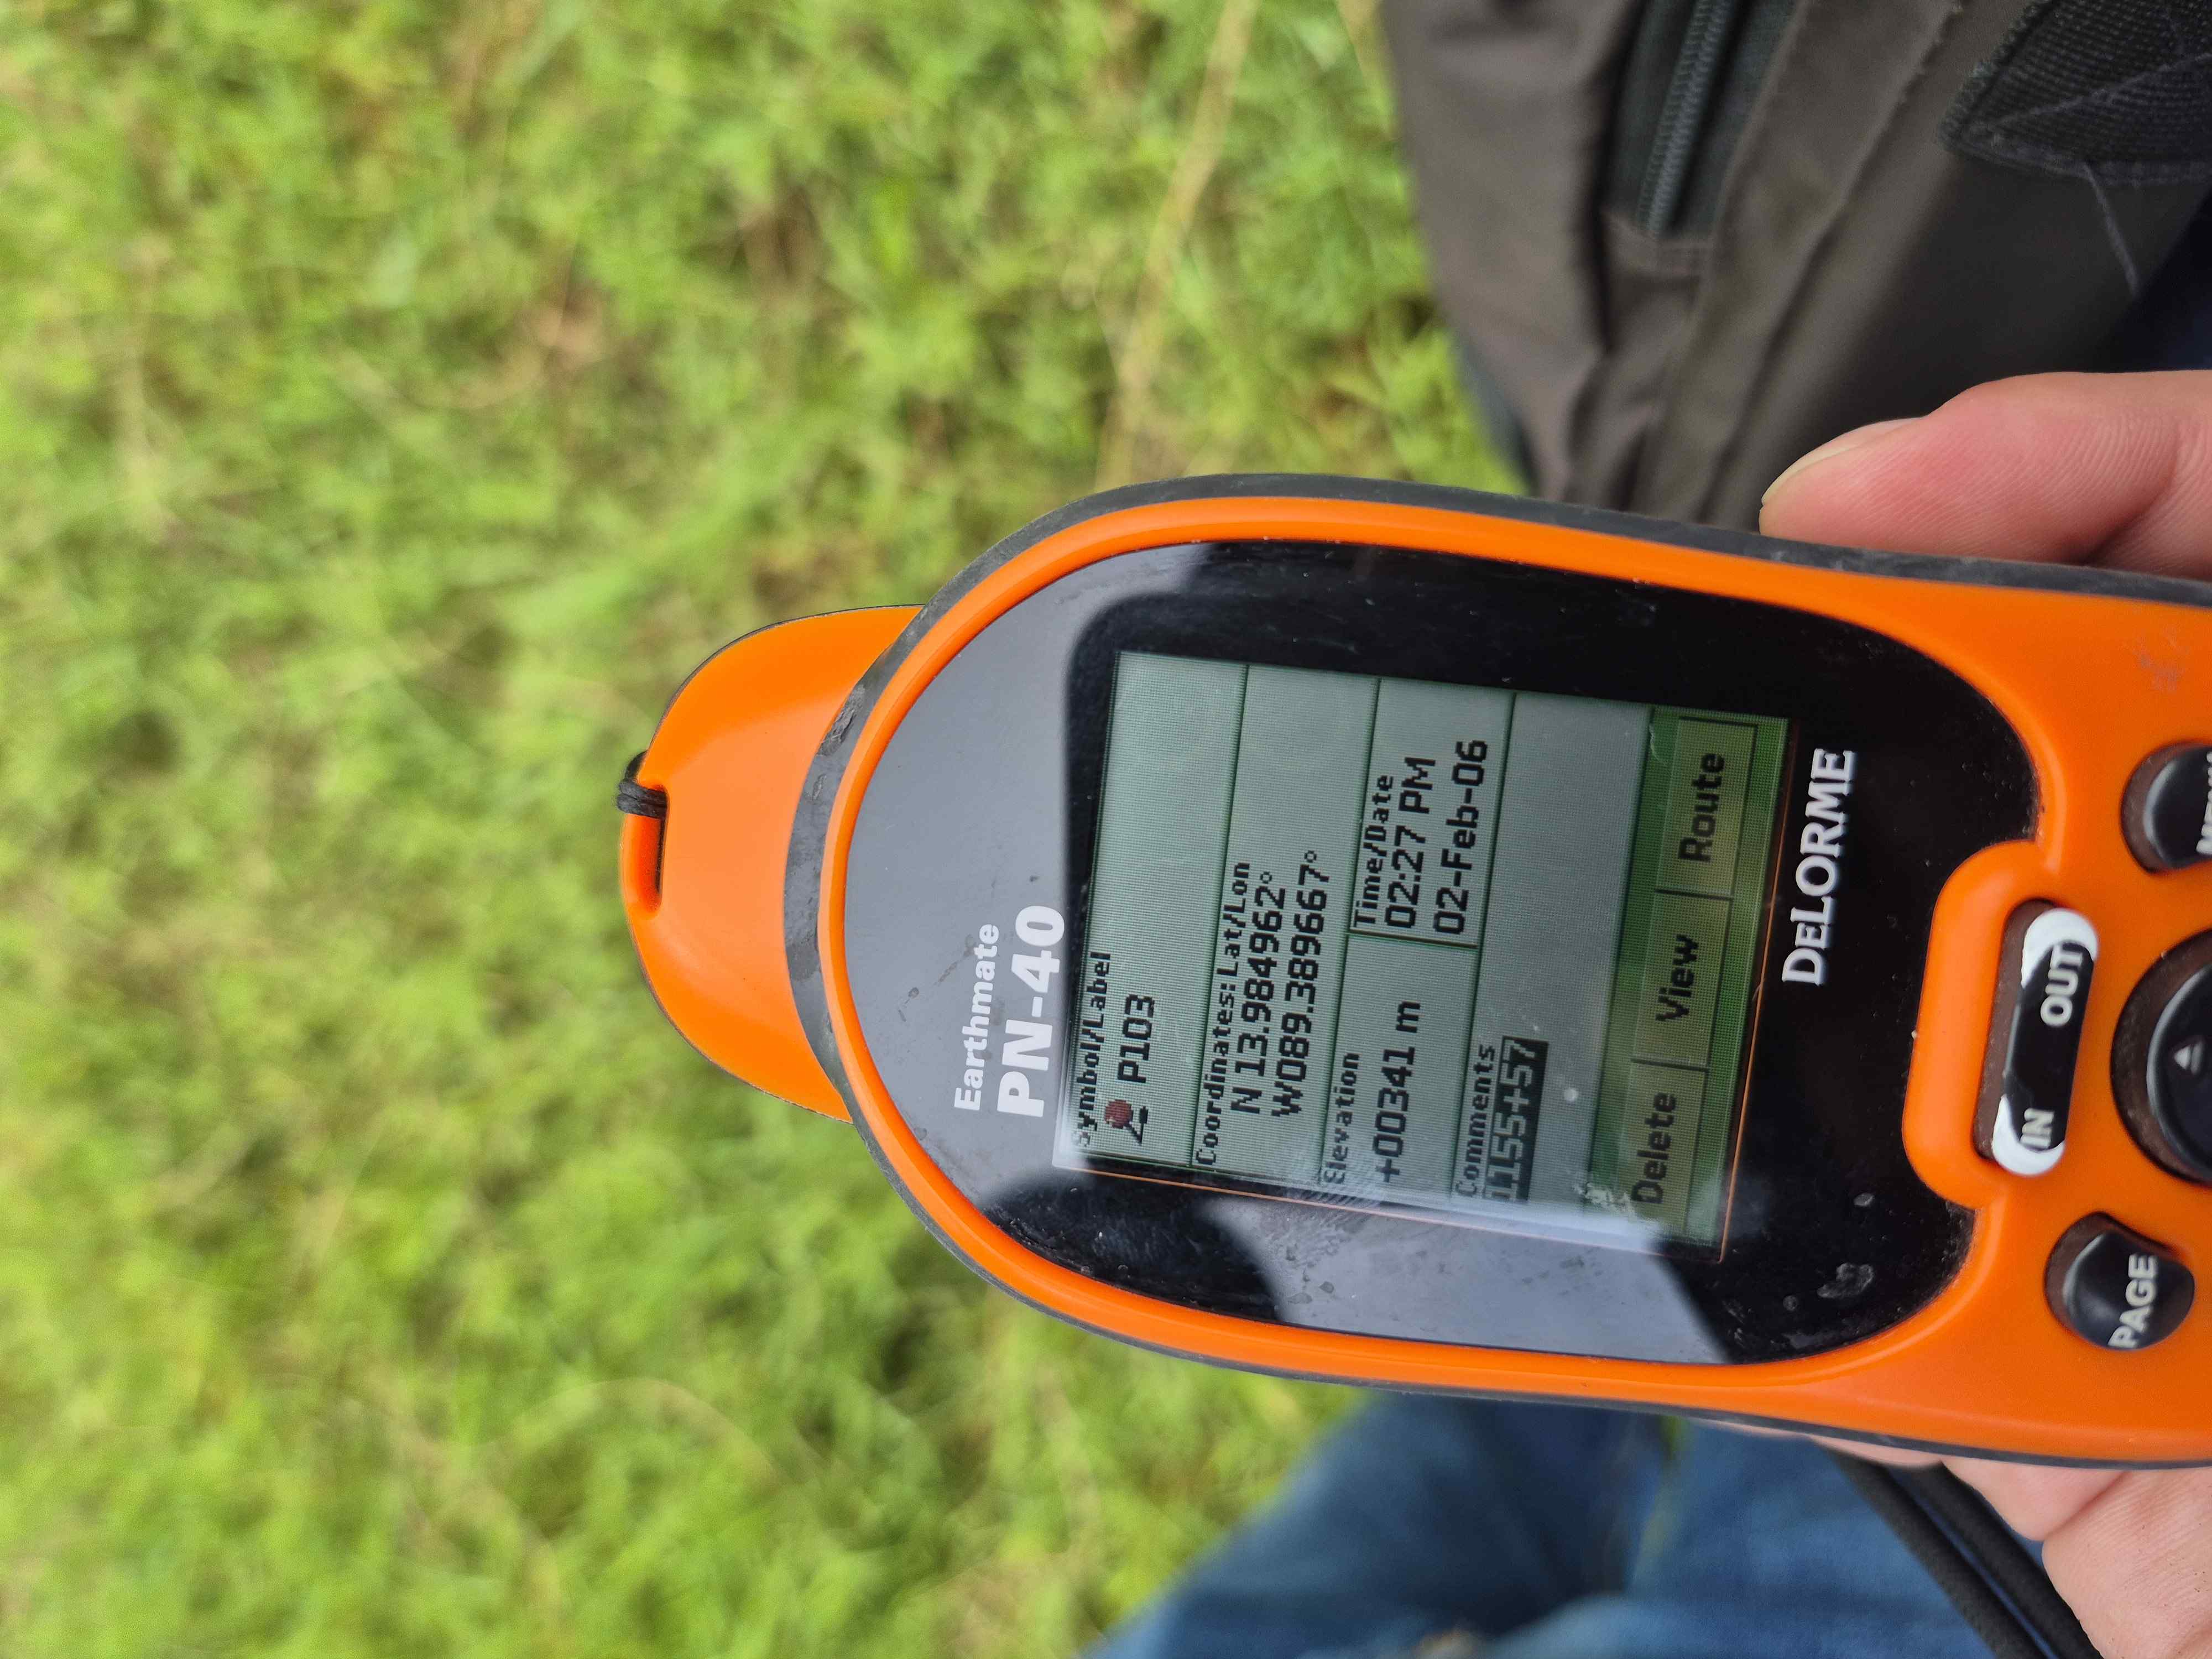 Earthmate
PN-40
Symbol/Label
P103
Coordinates: Lat/Lon
N 13.984962°
W089.389667°
Elevation
+00341 m
Time/Date
02:27 PM
02-Feb-06
Comments
1155+57
Delete
View
Route
DELORME
IN
OUT
PAGE